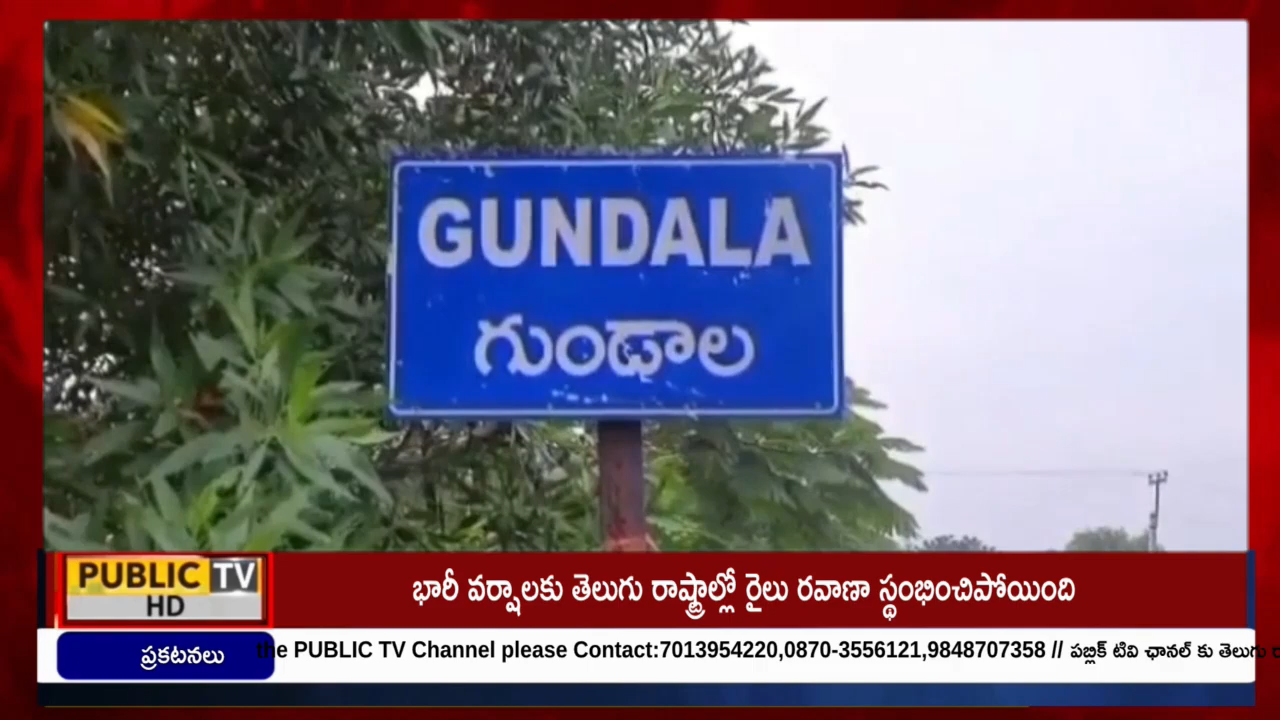 GUNDALA
గుండాల
PUBLIC TV
HD
భారీ వర్షాలకు తెలుగు రాష్ట్రాల్లో రైలు రవాణా స్థంభించిపోయింది
ప్రకటనలు
the PUBLIC TV Channel please Contact:7013954220,0870-3556121,9848707358 // పబ్లిక్ టివి ఛానల్ కు తెలుగు